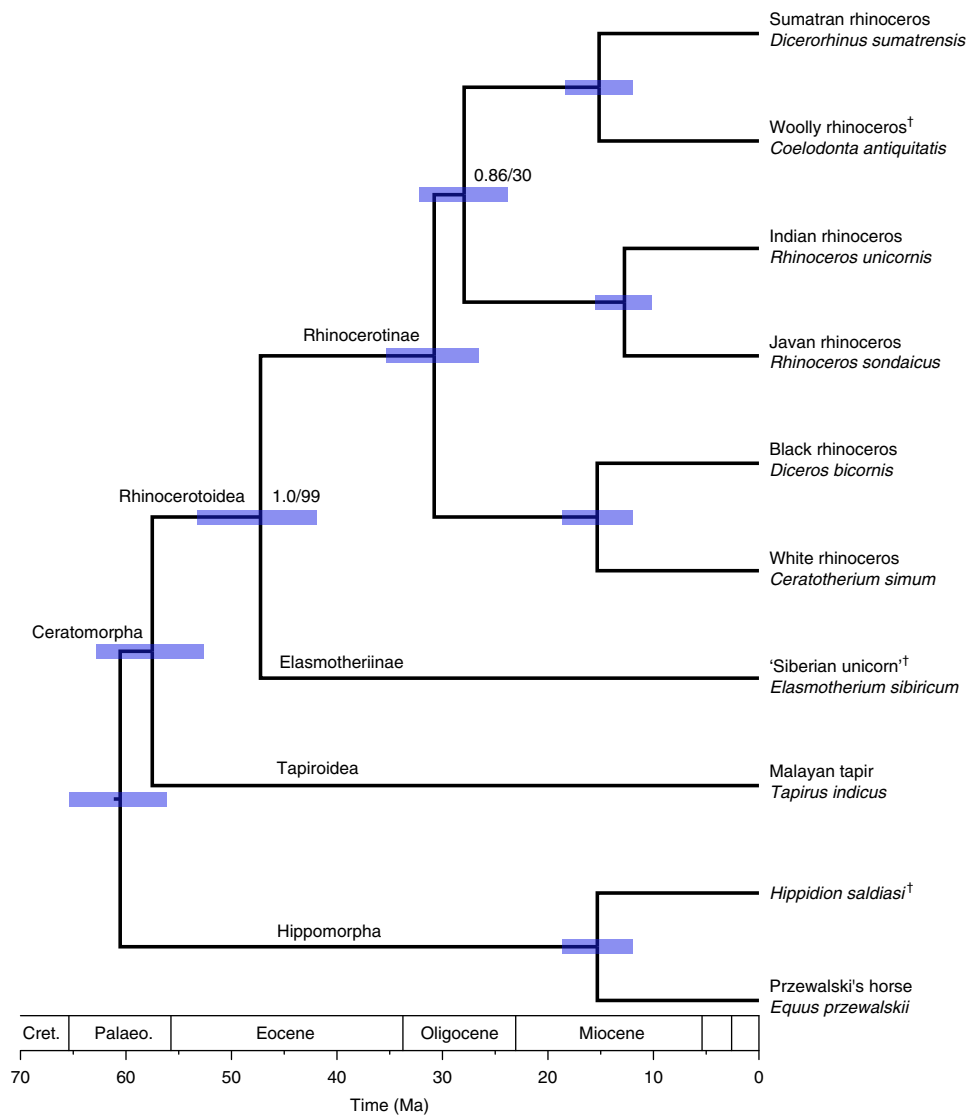 Sumatran rhinoceros
Dicerorhinus sumatrensis
Woolly rhinoceros†
Coelodonta antiquitatis
0.86/30
Indian rhinoceros
Rhinoceros unicornis
Rhinocerotinae
Javan rhinoceros
Rhinoceros sondaicus
Black rhinoceros
Diceros bicornis
Rhinocerotoidea
1.0/99
White rhinoceros
Ceratotherium simum
Ceratomorpha
Elasmotheriinae
‘Siberian unicorn’†
Elasmotherium sibiricum
Tapiroidea
Malayan tapir
Tapirus indicus
Hippidion saldiasi†
Hippomorpha
Przewalski's horse
Equus przewalskii
Cret. Palaeo. Eocene Oligocene Miocene
70 60 50 40 30 20 10 0
Time (Ma)